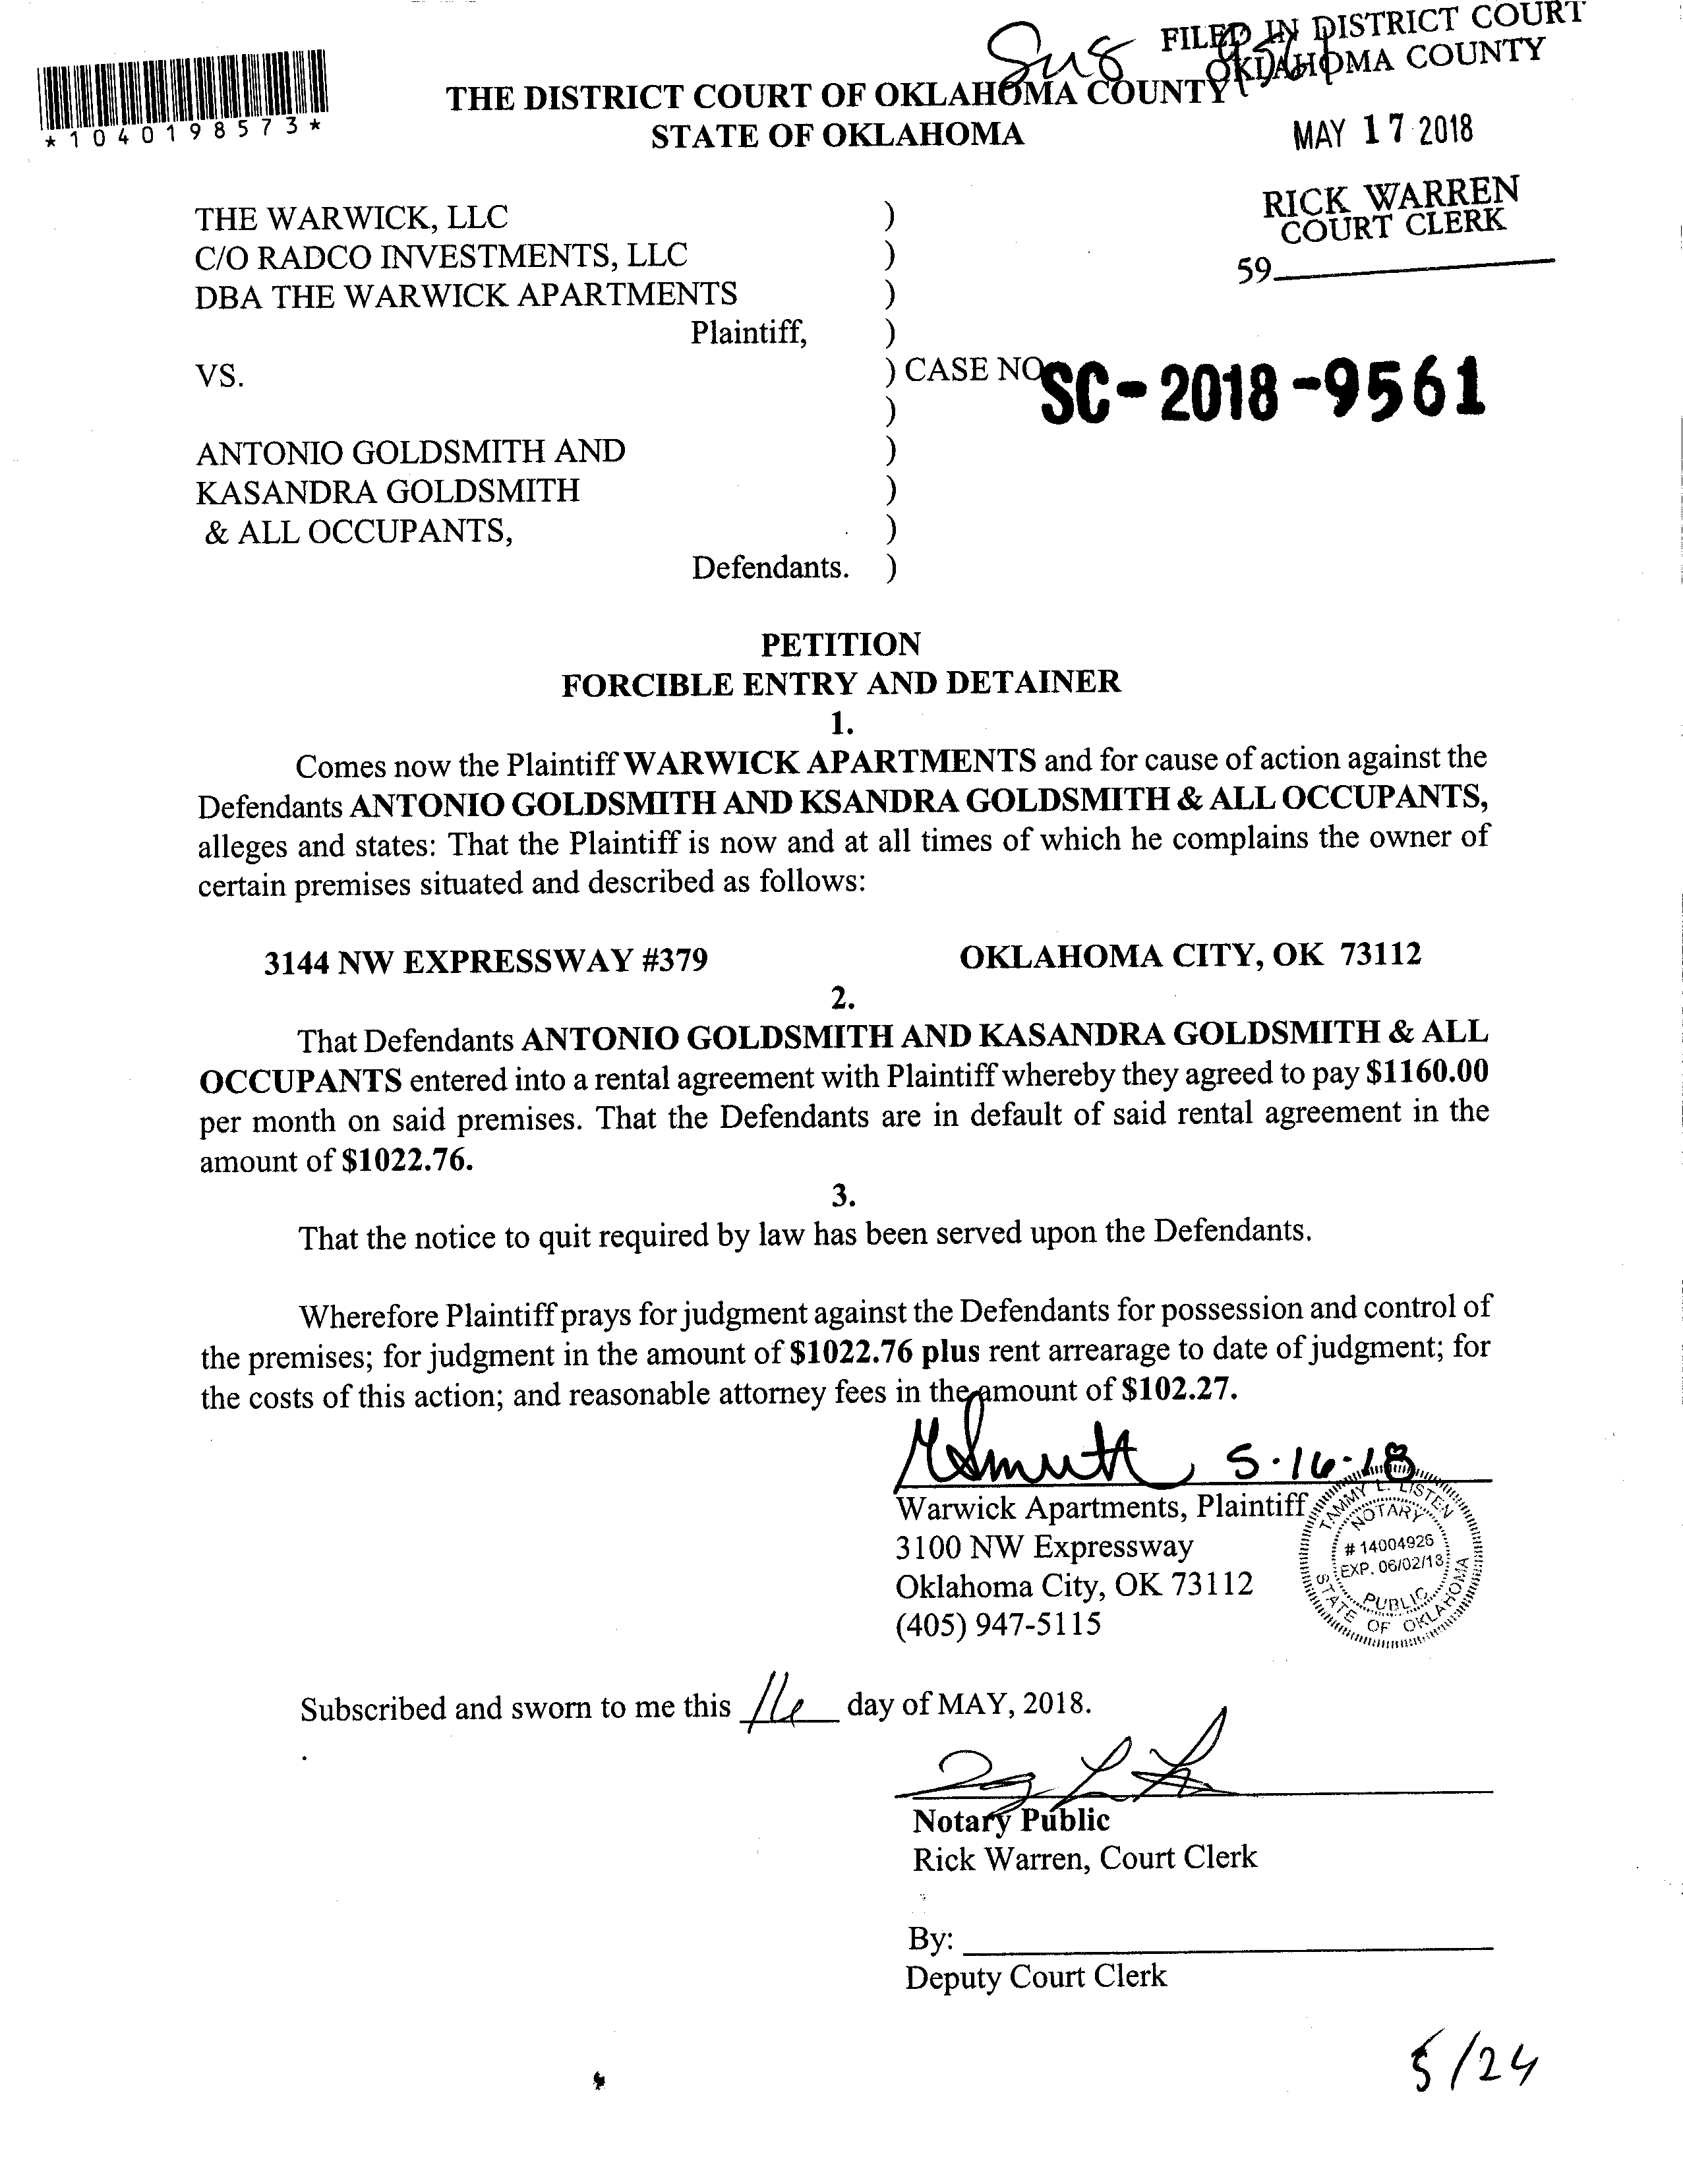 FILED IN DISTRICT COURT
OKLAHOMA COUNTY
*1040198573*
THE DISTRICT COURT OF OKLAHOMA COUNTY
STATE OF OKLAHOMA
MAY 17 2018
RICK WARREN
COURT CLERK
59
THE WARWICK, LLC )
C/O RADCO INVESTMENTS, LLC )
DBA THE WARWICK APARTMENTS )
Plaintiff, )
VS. ) CASE NO SC-2018-9561
)
ANTONIO GOLDSMITH AND )
KASANDRA GOLDSMITH )
& ALL OCCUPANTS, )
Defendants. )
PETITION
FORCIBLE ENTRY AND DETAINER
1.
Comes now the Plaintiff WARWICK APARTMENTS and for cause of action against the
Defendants ANTONIO GOLDSMITH AND KSANDRA GOLDSMITH & ALL OCCUPANTS,
alleges and states: That the Plaintiff is now and at all times of which he complains the owner of
certain premises situated and described as follows:
3144 NW EXPRESSWAY #379 OKLAHOMA CITY, OK 73112
2.
That Defendants ANTONIO GOLDSMITH AND KASANDRA GOLDSMITH & ALL
OCCUPANTS entered into a rental agreement with Plaintiff whereby they agreed to pay $1160.00
per month on said premises. That the Defendants are in default of said rental agreement in the
amount of $1022.76.
3.
That the notice to quit required by law has been served upon the Defendants.
Wherefore Plaintiff prays for judgment against the Defendants for possession and control of
the premises; for judgment in the amount of $1022.76 plus rent arrearage to date of judgment; for
the costs of this action; and reasonable attorney fees in the amount of $102.27.
5.16.18
Warwick Apartments, Plaintiff
3100 NW Expressway
Oklahoma City, OK 73112
(405) 947-5115
TAMMY L. LISTEN
NOTARY
# 14004926
EXP. 06/02/18
PUBLIC
STATE OF OKLAHOMA
Subscribed and sworn to me this 16 day of MAY, 2018.
Notary Public
Rick Warren, Court Clerk
By:
Deputy Court Clerk
5/24